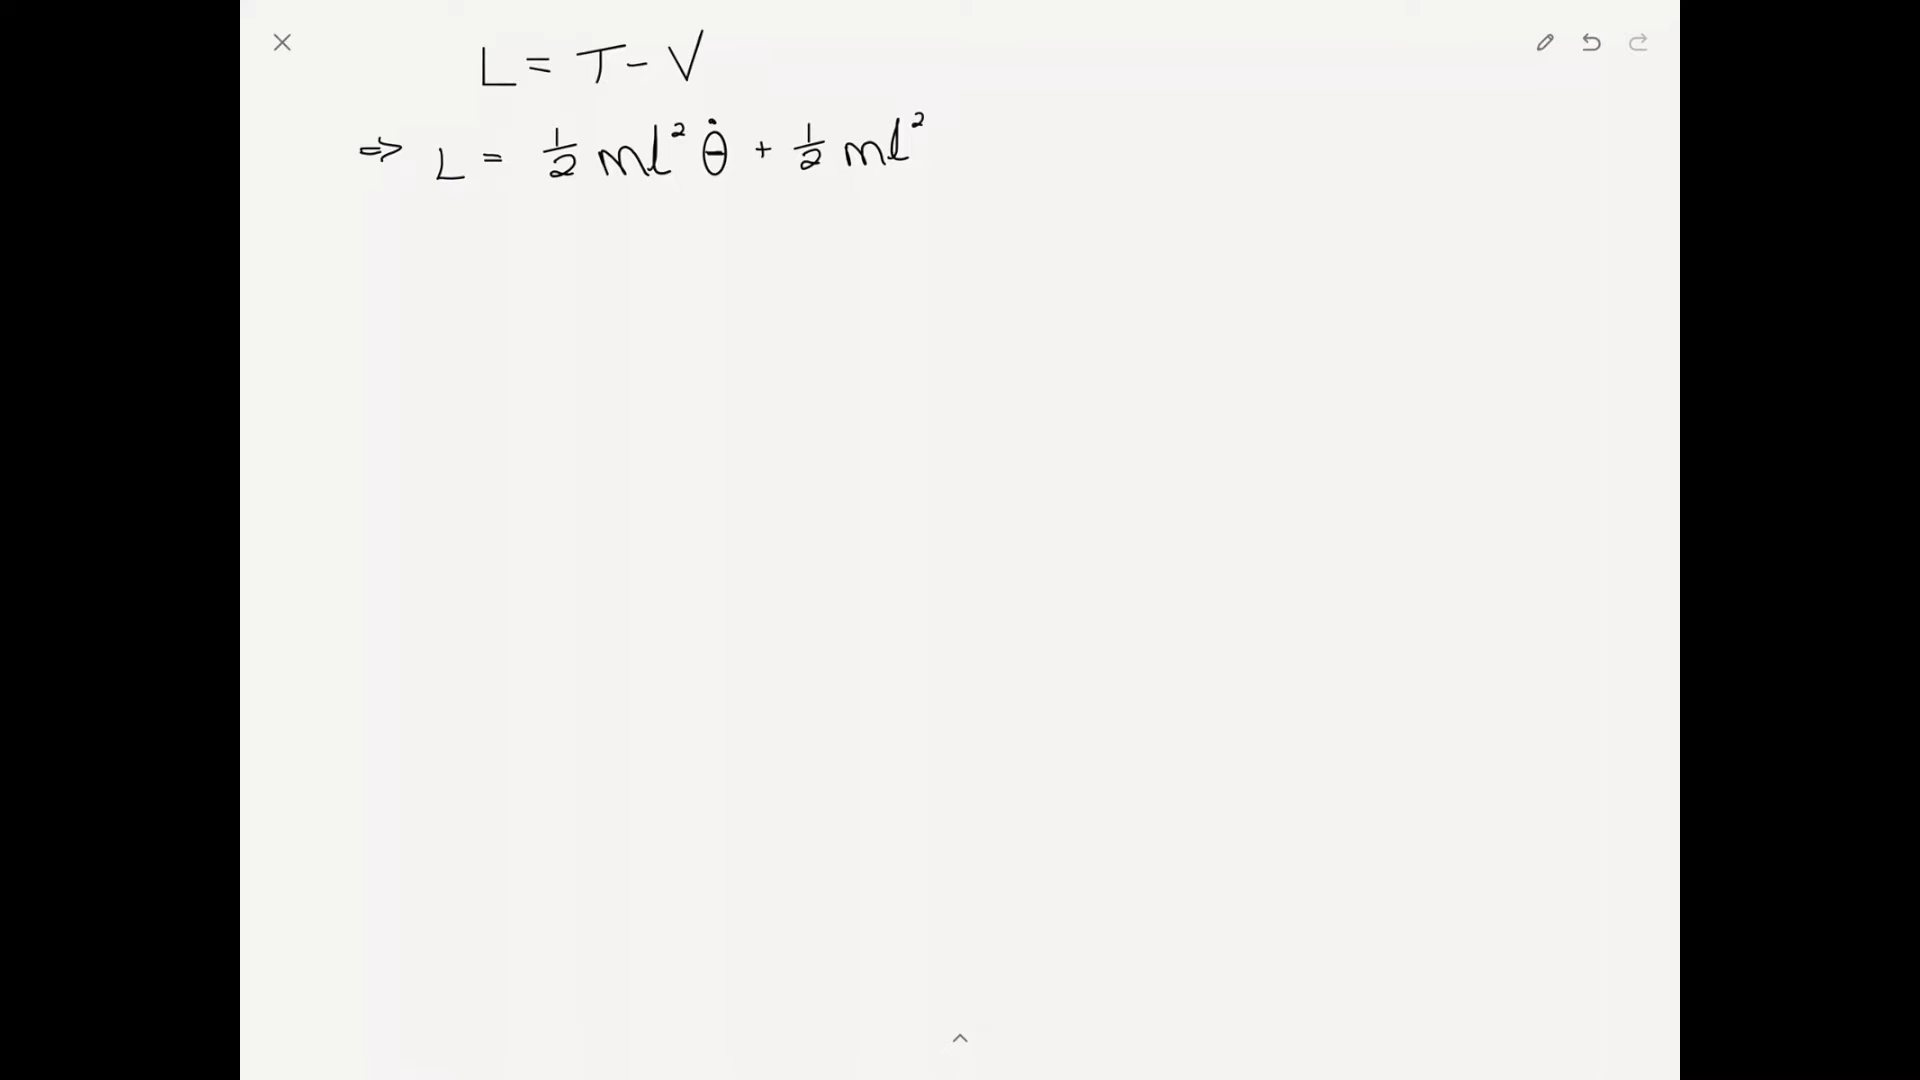 L = T - V
⇒ L = ½ ml² θ̇ + ½ ml²